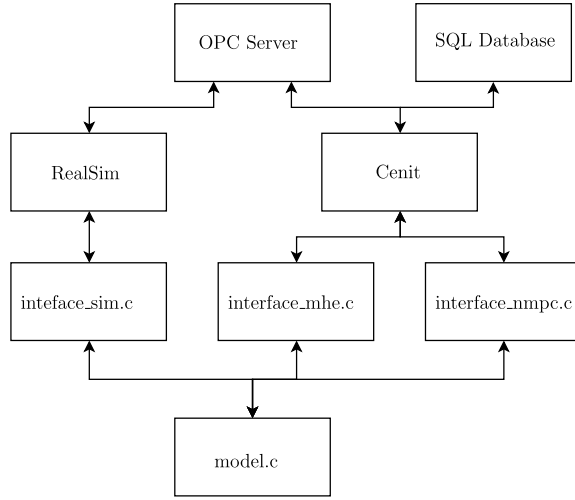 OPC Server
SQL Database
RealSim
Cenit
inteface_sim.c
interface_mhe.c
interface_nmpc.c
model.c